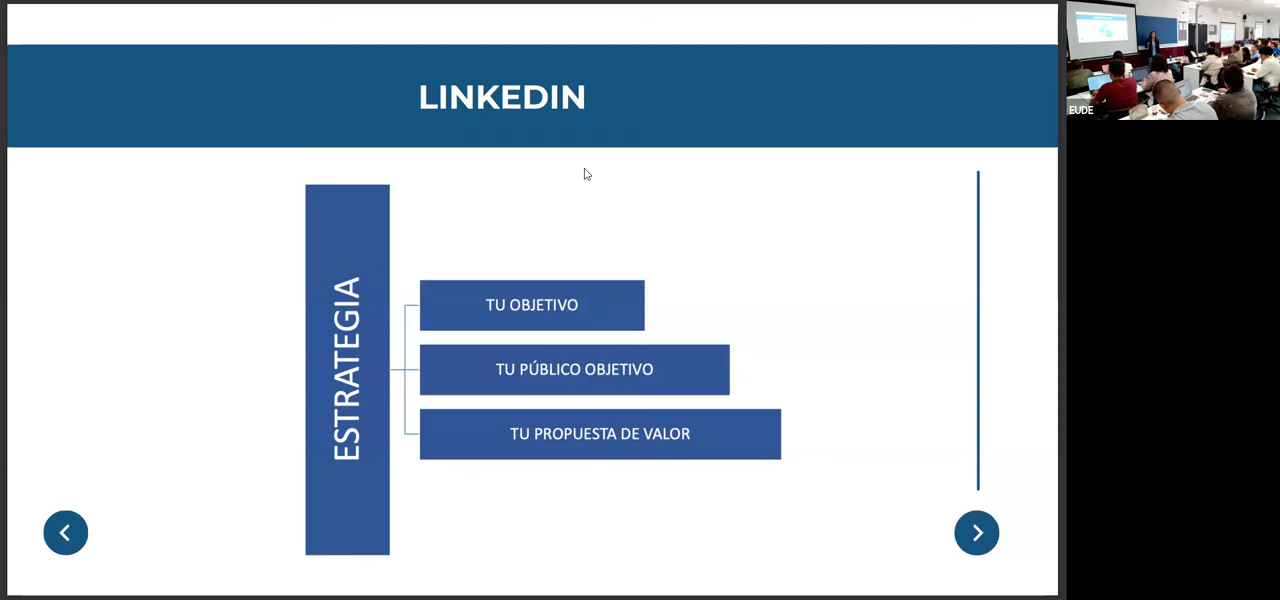 LINKEDIN
ESTRATEGIA
TU OBJETIVO
TU PÚBLICO OBJETIVO
TU PROPUESTA DE VALOR
EUDE